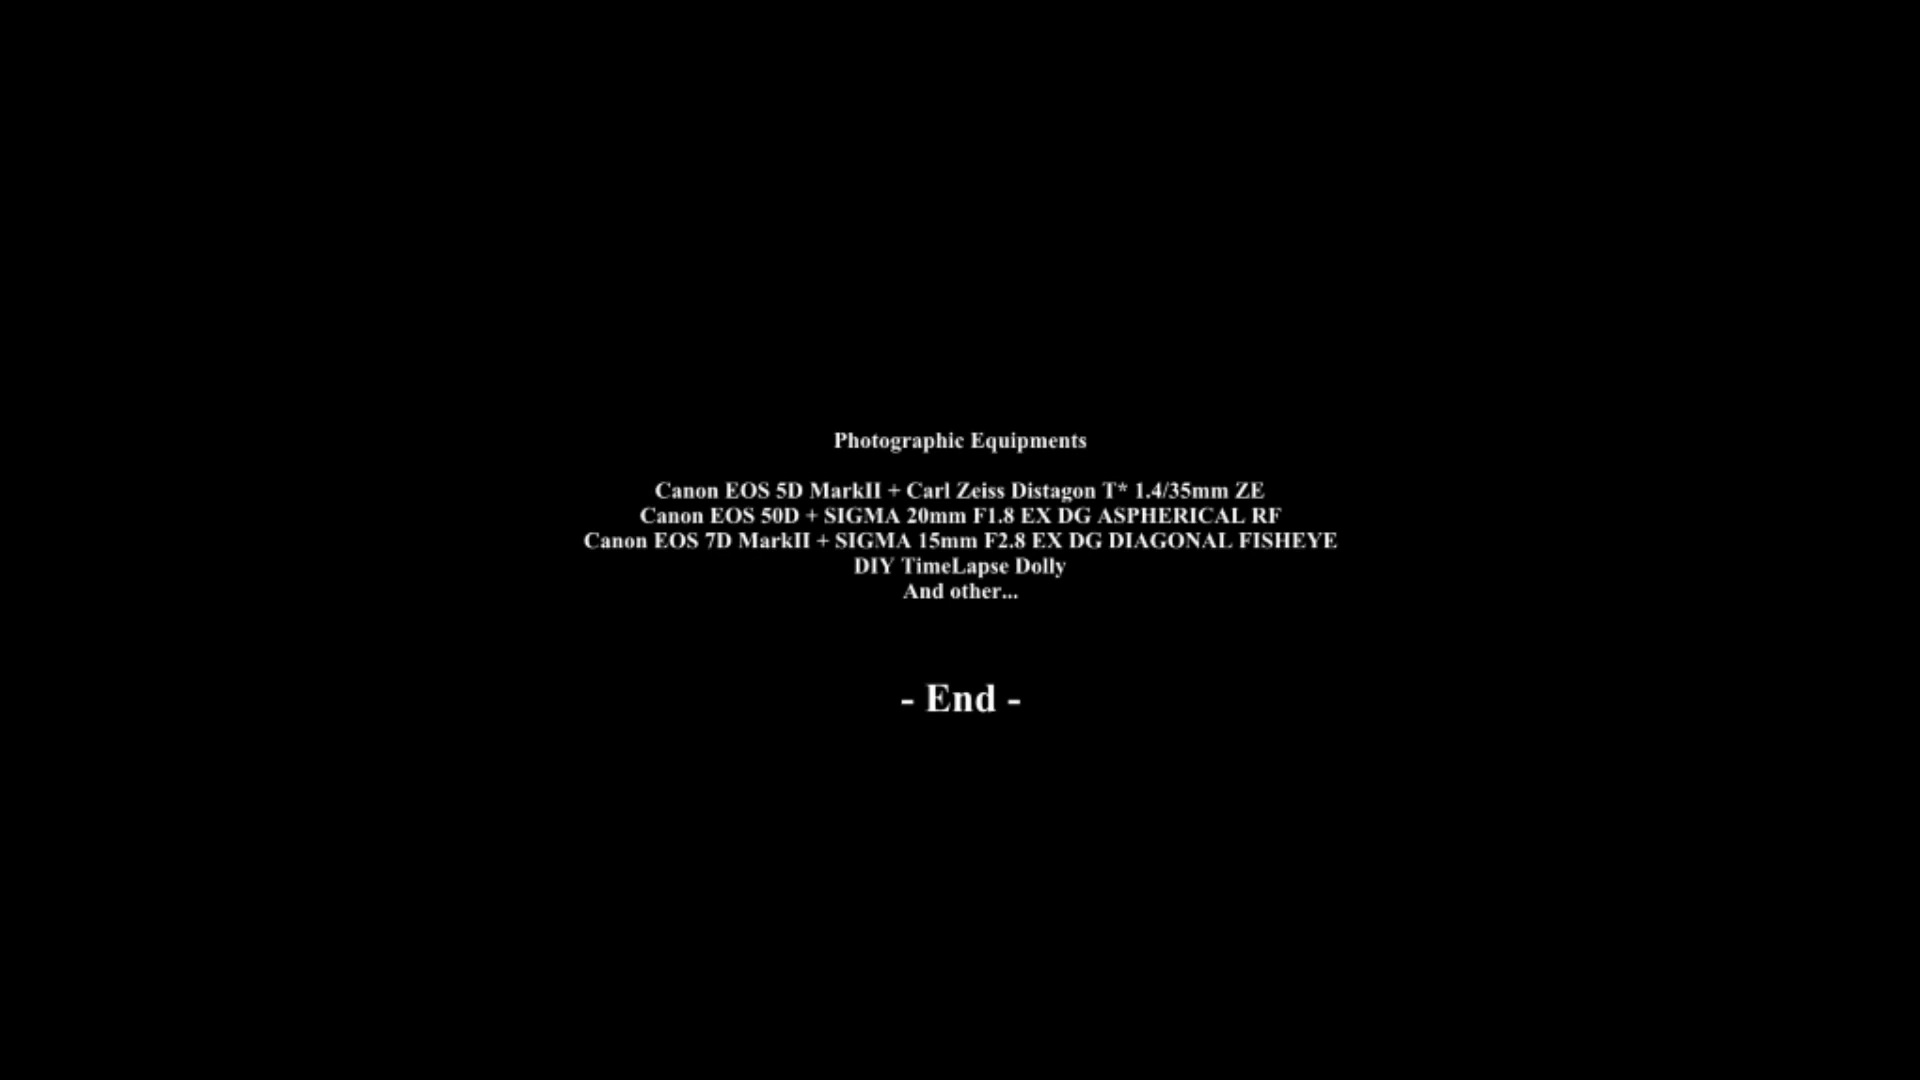 Photographic Equipments
Canon EOS 5D MarkII + Carl Zeiss Distagon T* 1.4/35mm ZE
Canon EOS 50D + SIGMA 20mm F1.8 EX DG ASPHERICAL RF
Canon EOS 7D MarkII + SIGMA 15mm F2.8 EX DG DIAGONAL FISHEYE
DIY TimeLapse Dolly
And other...
- End -